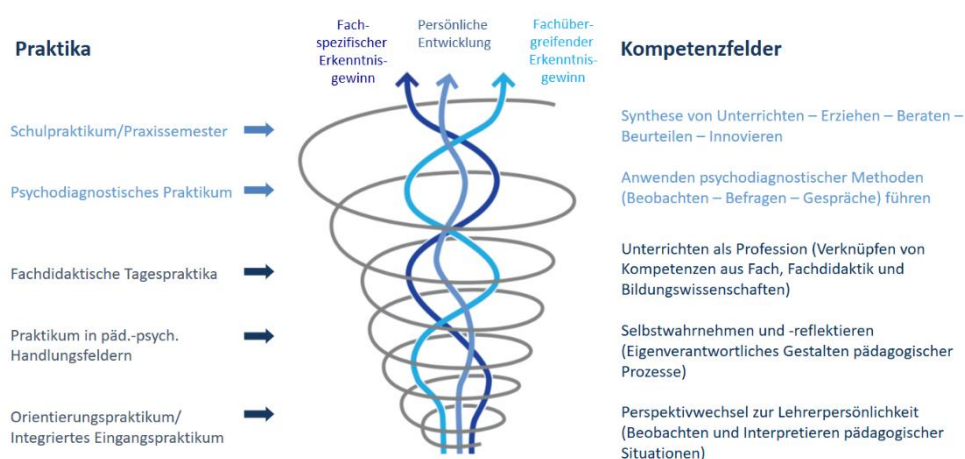 Praktika
Fach-
spezifischer
Erkenntnis-
gewinn
Persönliche
Entwicklung
Fachüber-
greifender
Erkenntnis-
gewinn
Kompetenzfelder
Schulpraktikum/Praxissemester
Synthese von Unterrichten – Erziehen – Beraten –
Beurteilen – Innovieren
Psychodiagnostisches Praktikum
Anwenden psychodiagnostischer Methoden
(Beobachten – Befragen – Gespräche) führen
Fachdidaktische Tagespraktika
Unterrichten als Profession (Verknüpfen von
Kompetenzen aus Fach, Fachdidaktik und
Bildungswissenschaften)
Praktikum in päd.-psych.
Handlungsfeldern
Selbstwahrnehmen und -reflektieren
(Eigenverantwortliches Gestalten pädagogischer
Prozesse)
Orientierungspraktikum/
Integriertes Eingangspraktikum
Perspektivwechsel zur Lehrerpersönlichkeit
(Beobachten und Interpretieren pädagogischer
Situationen)